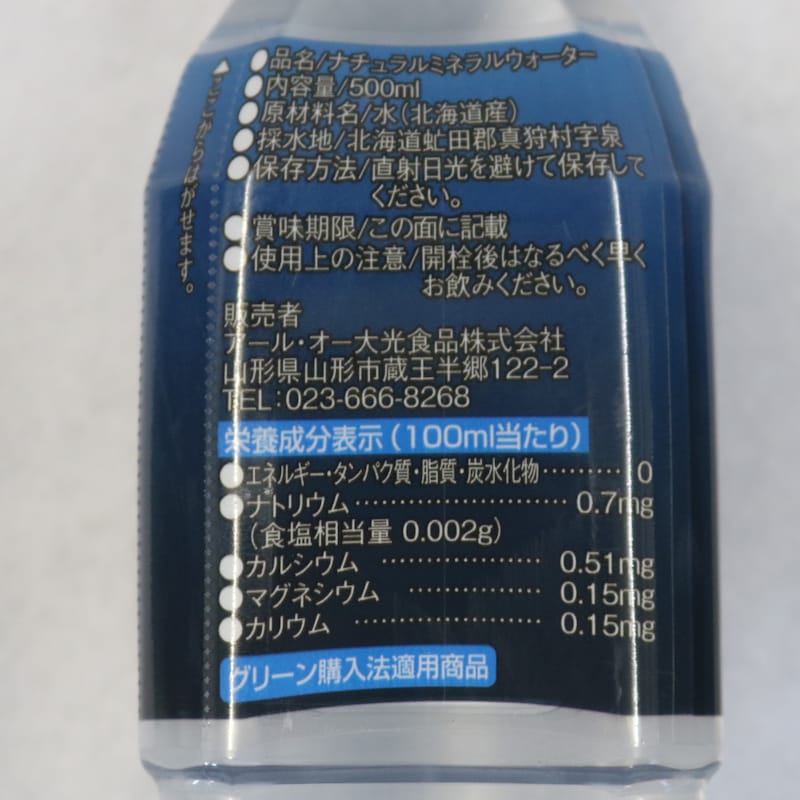 ▲ここからはがせます。
●品名/ナチュラルミネラルウォーター
●内容量/500ml
●原材料名/水(北海道産)
●採水地/北海道虻田郡真狩村字泉
●保存方法/直射日光を避けて保存して
ください。
●賞味期限/この面に記載
●使用上の注意/開栓後はなるべく早く
お飲みください。
販売者
アール・オー大光食品株式会社
山形県山形市蔵王半郷122-2
TEL:023-666-8268
栄養成分表示(100ml当たり)
●エネルギー・タンパク質・脂質・炭水化物………0
●ナトリウム………………………0.7mg
(食塩相当量 0.002g)
●カルシウム ………………0.51mg
●マグネシウム ……………0.15mg
●カリウム …………………0.15mg
グリーン購入法適用商品